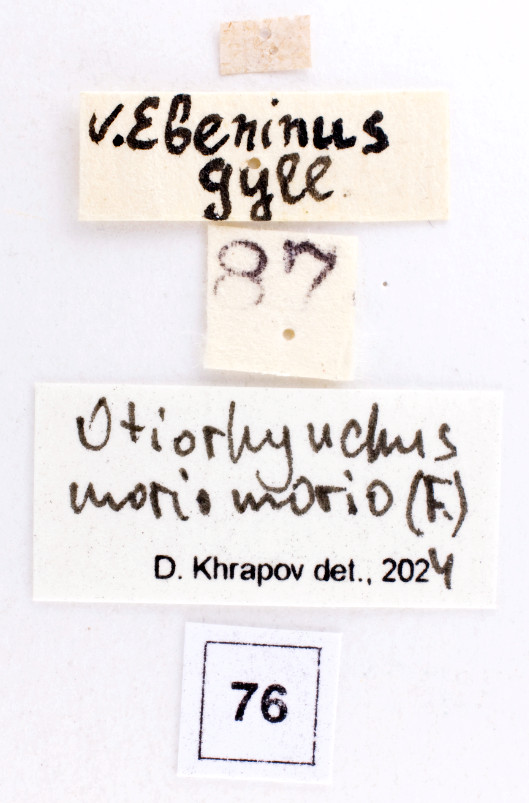 v. Ebeninus
gyll
87
Otiorhynchus
morio morio (F.)
D. Khrapov det., 2024
76